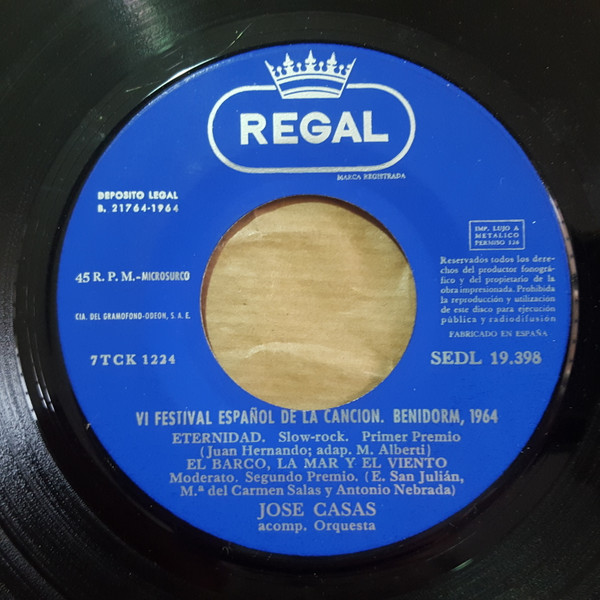 REGAL
MARCA REGISTRADA
DEPOSITO LEGAL
B. 21764-1964
IMP. LUJO A
METALICO
PERMISO 326
45 R. P. M.-MICROSURCO
Reservados todos los dere-
chos del productor fonográfi-
co y del propietario de la
obra impresionada. Prohibida
la reproducción y utilización
de este disco para ejecución
pública y radiodifusión
CIA. DEL GRAMOFONO-ODEON, S. A. E.
FABRICADO EN ESPAÑA
7TCK 1224
SEDL 19.398
VI FESTIVAL ESPAÑOL DE LA CANCION. BENIDORM, 1964
ETERNIDAD. Slow-rock. Primer Premio
(Juan Hernando; adap. M. Alberti)
EL BARCO, LA MAR Y EL VIENTO
Moderato. Segundo Premio. (E. San Julián,
M.ª del Carmen Salas y Antonio Nebrada)
JOSE CASAS
acomp. Orquesta